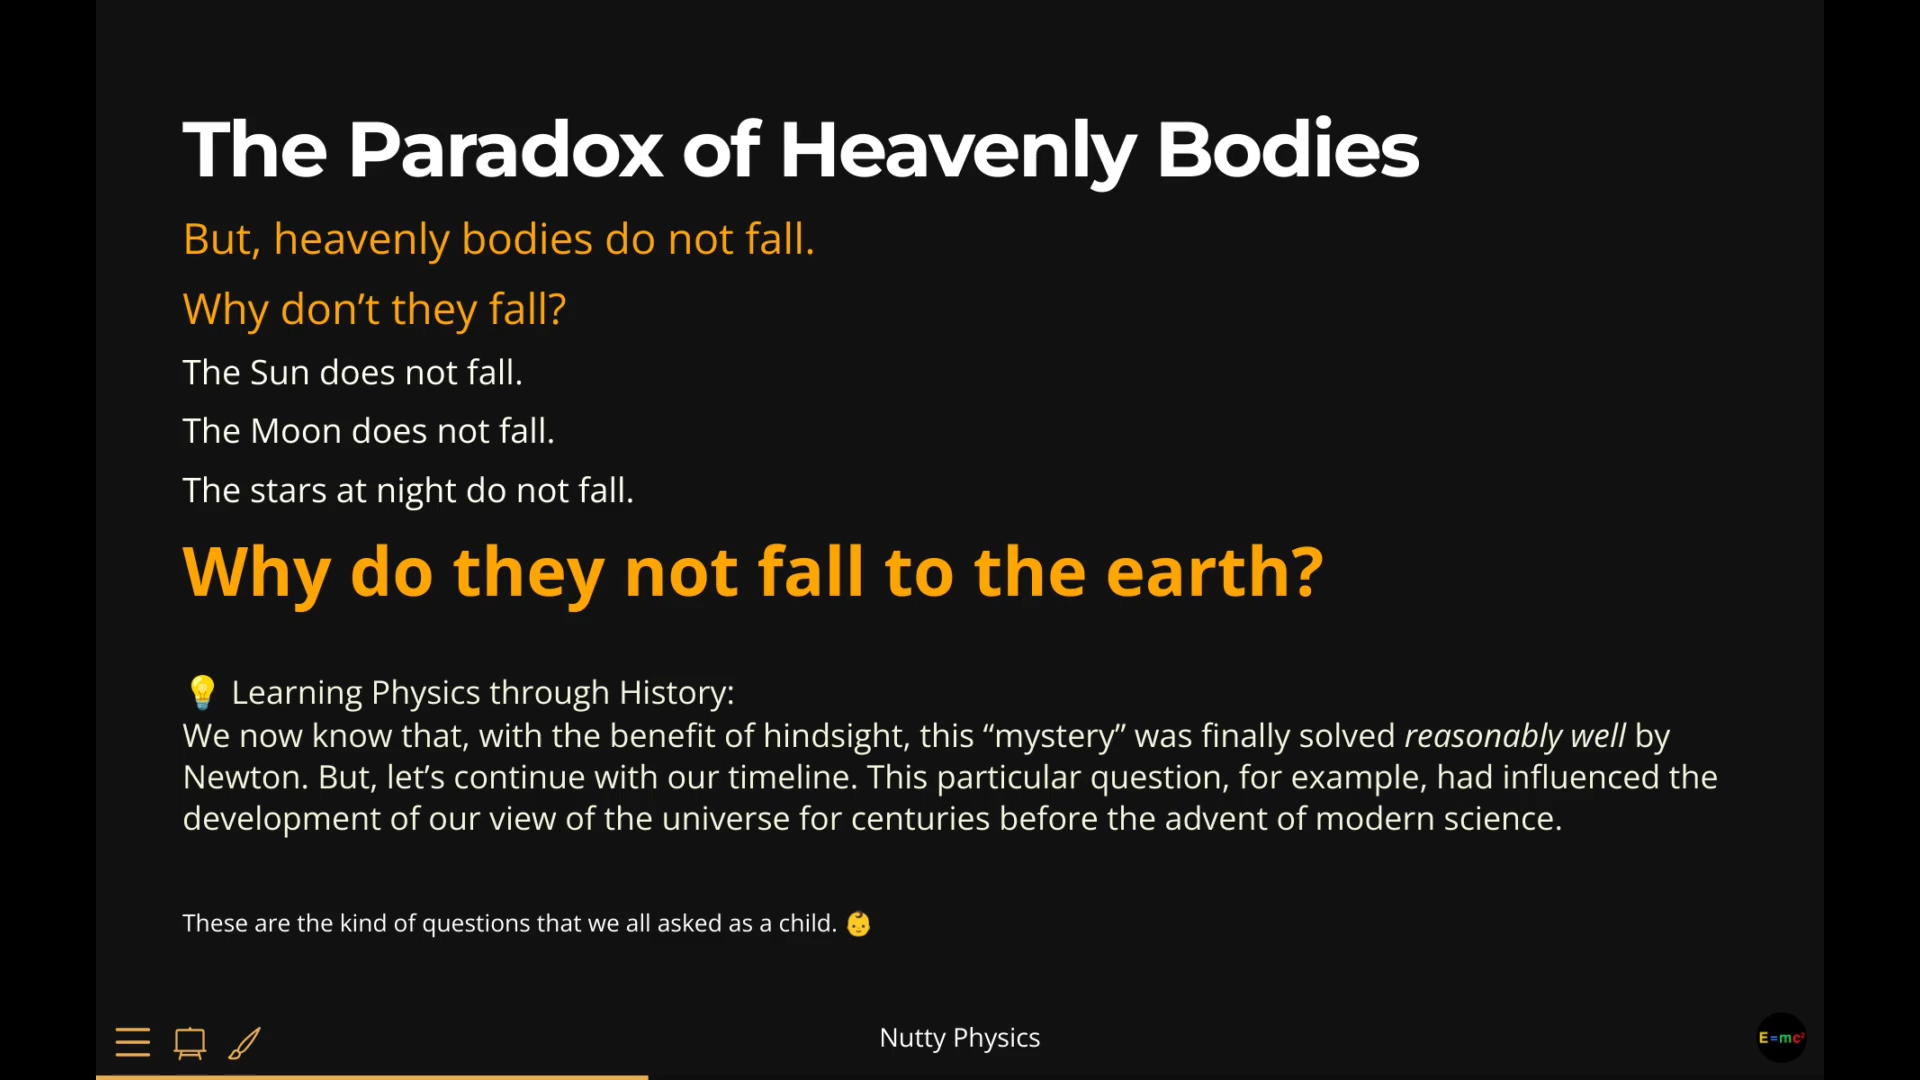 The Paradox of Heavenly Bodies
But, heavenly bodies do not fall.
Why don’t they fall?
The Sun does not fall.
The Moon does not fall.
The stars at night do not fall.
Why do they not fall to the earth?
💡 Learning Physics through History:
We now know that, with the benefit of hindsight, this “mystery” was finally solved reasonably well by
Newton. But, let’s continue with our timeline. This particular question, for example, had influenced the
development of our view of the universe for centuries before the advent of modern science.
These are the kind of questions that we all asked as a child. 👶
Nutty Physics
E=mc²